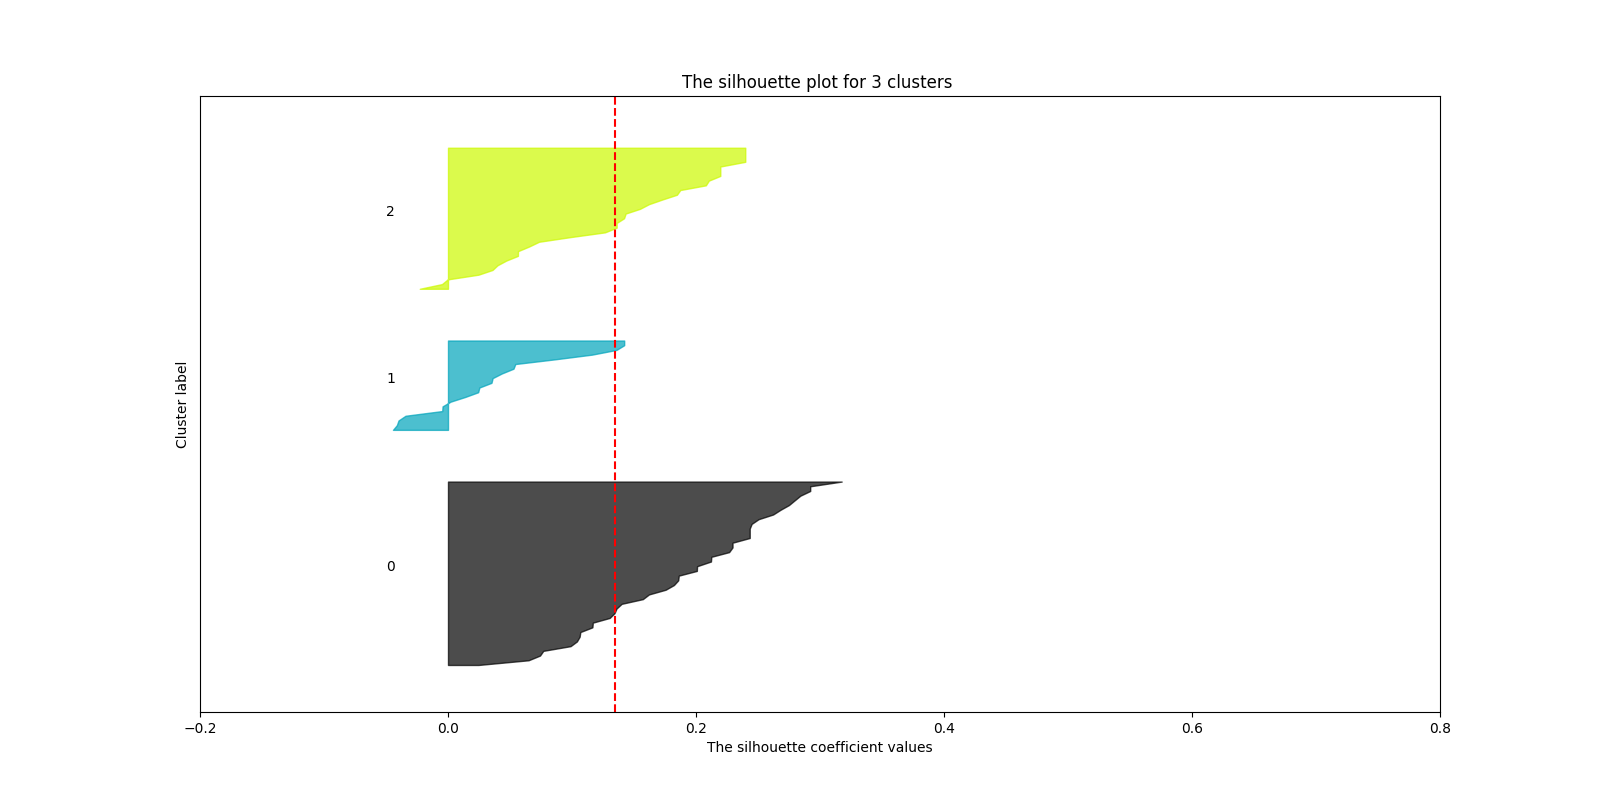 The silhouette plot for 3 clusters
2
1
0
Cluster label
−0.2 0.0 0.2 0.4 0.6 0.8
The silhouette coefficient values